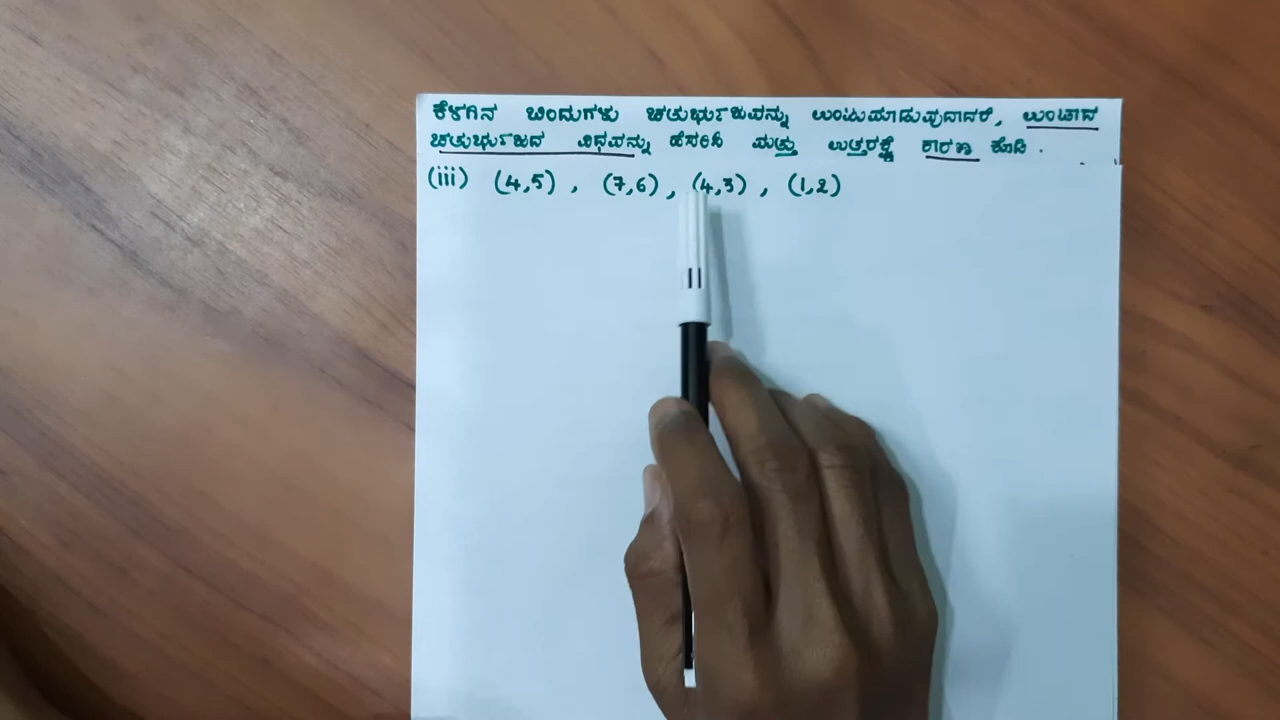 ಕೆಳಗಿನ ಬಿಂದುಗಳು ಚತುರ್ಭುಜವನ್ನು ಉಂಟುಮಾಡುವುದಾದರೆ, ಉಂಟಾದ
ಚತುರ್ಭುಜದ ವಿಧವನ್ನು ಹೆಸರಿಸಿ ಮತ್ತು ಉತ್ತರಕ್ಕೆ ಕಾರಣ ಕೊಡಿ .
(iii) (4,5) , (7,6) , (4,3) , (1,2)